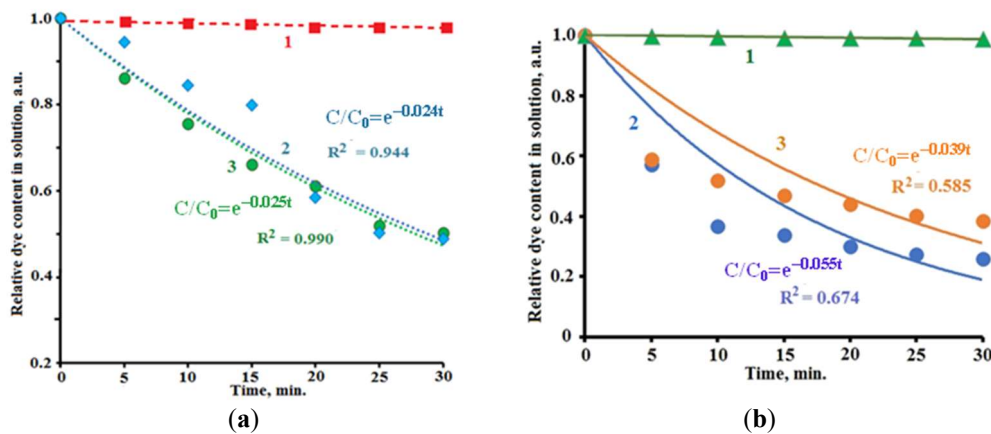 Relative dye content in solution, a.u.
1.0
0.8
0.6
0.4
0.2
0
5
10
15
20
25
30
Time, min.
1
2
3
C/C₀=e⁻⁰·⁰²⁴ᵗ
R² = 0.944
C/C₀=e⁻⁰·⁰²⁵ᵗ
R² = 0.990
(a)
Relative dye content in solution, a.u.
1.0
0.8
0.6
0.4
0.2
0
0
5
10
15
20
25
30
Time, min.
1
2
3
C/C₀=e⁻⁰·⁰³⁹ᵗ
R² = 0.585
C/C₀=e⁻⁰·⁰⁵⁵ᵗ
R² = 0.674
(b)